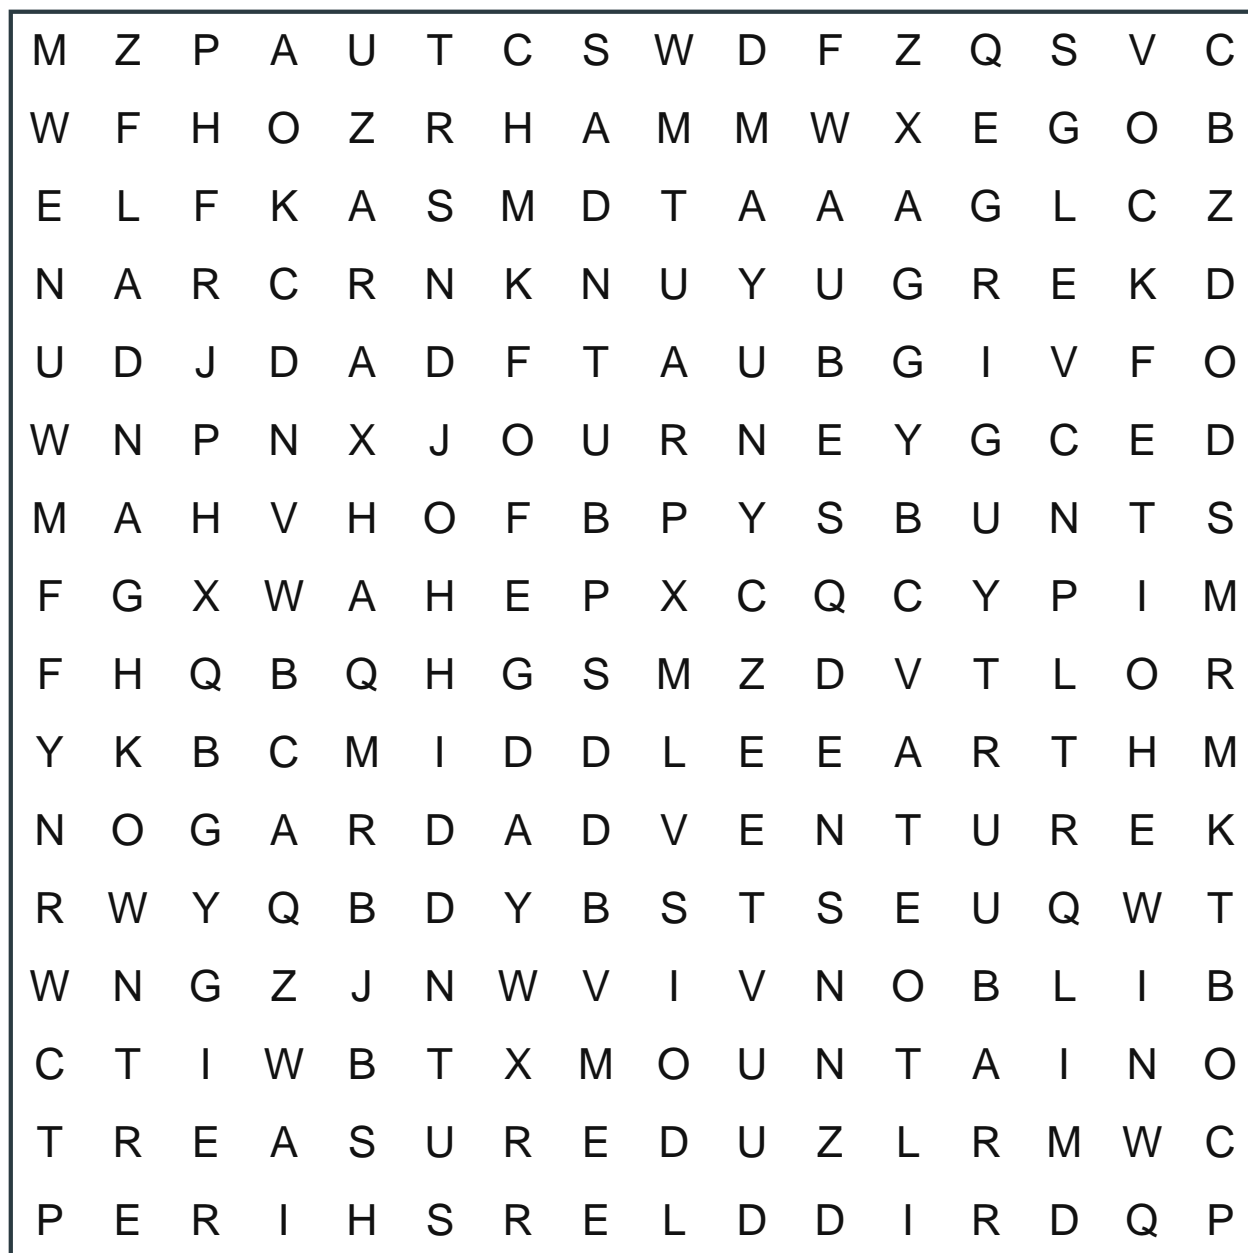 M Z P A U T C S W D F Z Q S V C
W F H O Z R H A M M W X E G O B
E L F K A S M D T A A A G L C Z
N A R C R N K N U Y U G R E K D
U D J D A D F T A U B G I V F O
W N P N X J O U R N E Y G C E D
M A H V H O F B P Y S B U N T S
F G X W A H E P X C Q C Y P I M
F H Q B Q H G S M Z D V T L O R
Y K B C M I D D L E E A R T H M
N O G A R D A D V E N T U R E K
R W Y Q B D Y B S T S E U Q W T
W N G Z J N W V I V N O B L I B
C T I W B T X M O U N T A I N O
T R E A S U R E D U Z L R M W C
P E R I H S R E L D D I R D Q P